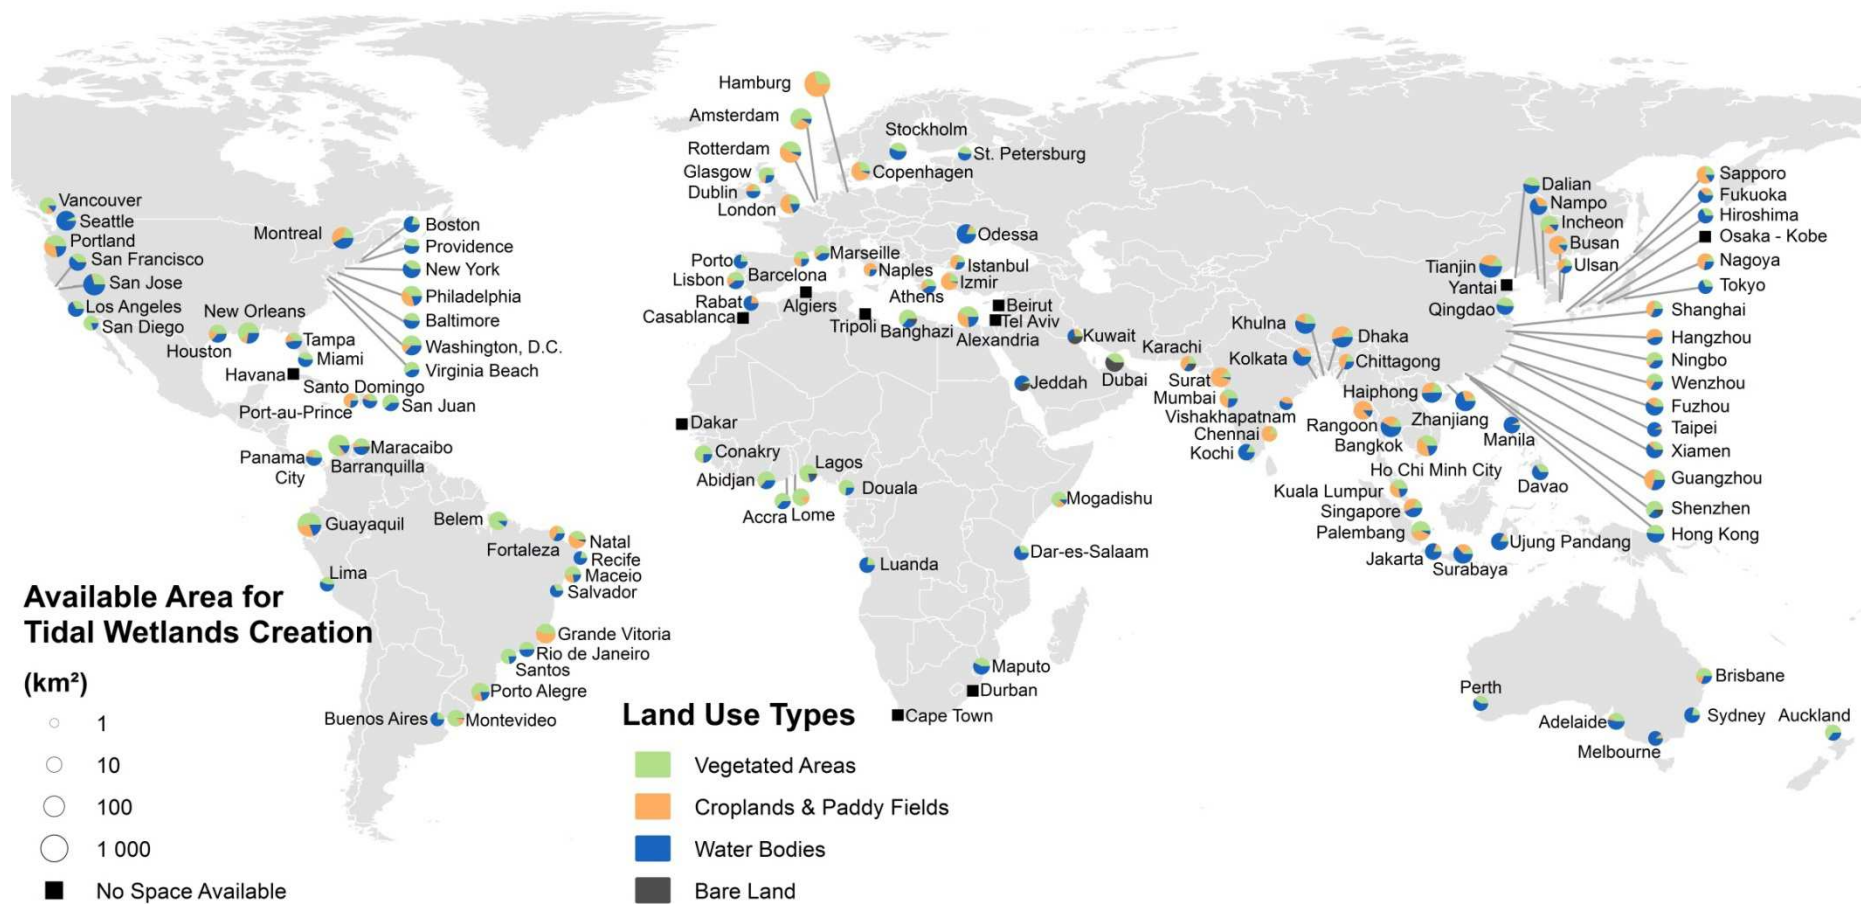 Hamburg
Amsterdam
Stockholm
Rotterdam
St. Petersburg
Glasgow
Copenhagen
Dublin
London
Vancouver
Seattle
Portland
San Francisco
San Jose
Los Angeles
San Diego
Montreal
Boston
Providence
New York
Philadelphia
Baltimore
Washington, D.C.
Virginia Beach
New Orleans
Houston
Tampa
Miami
Havana
Santo Domingo
Port-au-Prince
San Juan
Panama
City
Barranquilla
Maracaibo
Guayaquil
Belem
Fortaleza
Natal
Recife
Maceio
Salvador
Lima
Grande Vitoria
Rio de Janeiro
Santos
Porto Alegre
Buenos Aires
Montevideo
Odessa
Porto
Marseille
Barcelona
Lisbon
Naples
Istanbul
Izmir
Athens
Rabat
Algiers
Casablanca
Tripoli
Banghazi
Alexandria
Beirut
Tel Aviv
Kuwait
Dubai
Jeddah
Dakar
Conakry
Abidjan
Lagos
Accra
Lome
Douala
Mogadishu
Luanda
Dar-es-Salaam
Maputo
Durban
Cape Town
Karachi
Surat
Mumbai
Vishakhapatnam
Chennai
Kochi
Khulna
Kolkata
Dhaka
Chittagong
Haiphong
Rangoon
Bangkok
Zhanjiang
Ho Chi Minh City
Manila
Davao
Kuala Lumpur
Singapore
Palembang
Jakarta
Surabaya
Ujung Pandang
Dalian
Nampo
Incheon
Busan
Ulsan
Tianjin
Yantai
Qingdao
Sapporo
Fukuoka
Hiroshima
Osaka - Kobe
Nagoya
Tokyo
Shanghai
Hangzhou
Ningbo
Wenzhou
Fuzhou
Taipei
Xiamen
Guangzhou
Shenzhen
Hong Kong
Perth
Adelaide
Melbourne
Brisbane
Sydney
Auckland
Available Area for
Tidal Wetlands Creation
(km²)
1
10
100
1 000
No Space Available
Land Use Types
Vegetated Areas
Croplands & Paddy Fields
Water Bodies
Bare Land